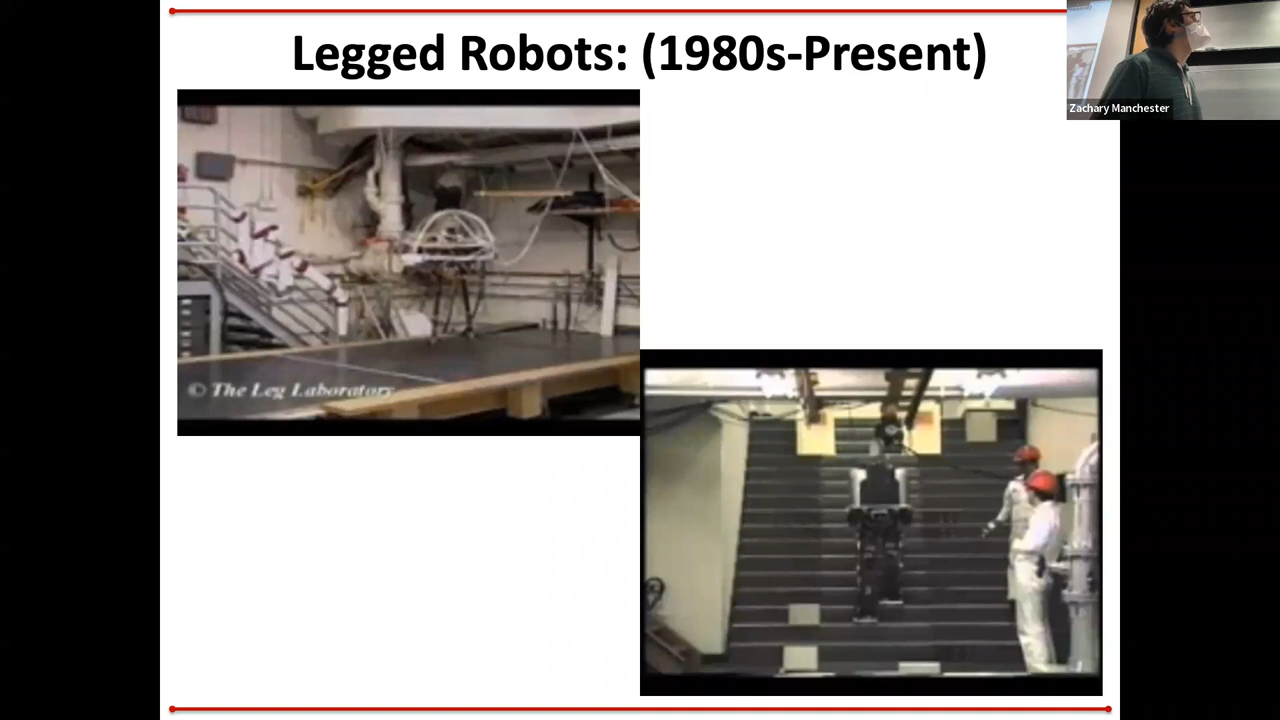 Legged Robots: (1980s-Present)
Zachary Manchester
© The Leg Laboratory